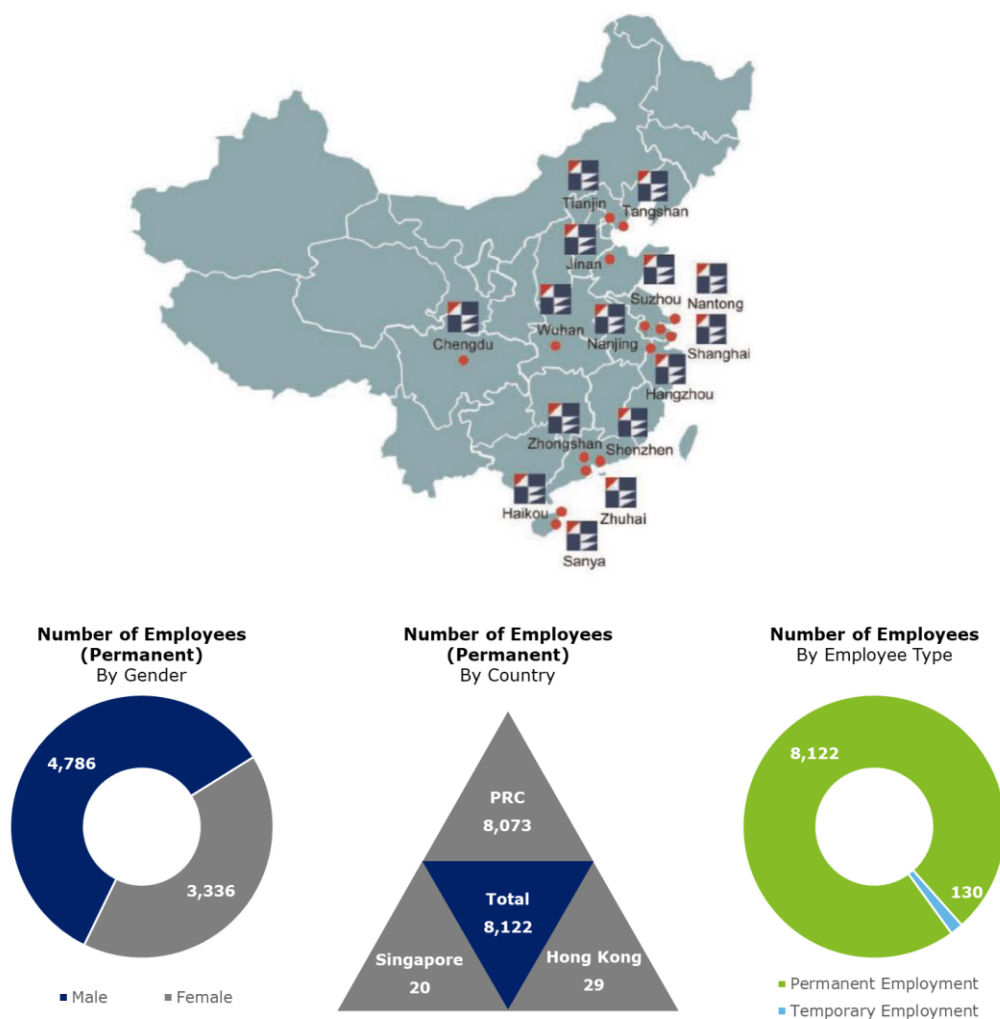 Tianjin
Tangshan
Jinan
Suzhou
Nantong
Wuhan
Nanjing
Chengdu
Shanghai
Hangzhou
Zhongshan
Shenzhen
Haikou
Zhuhai
Sanya
Number of Employees
(Permanent)
By Gender
4,786
3,336
Male
Female
Number of Employees
(Permanent)
By Country
PRC
8,073
Total
8,122
Singapore
20
Hong Kong
29
Number of Employees
By Employee Type
8,122
130
Permanent Employment
Temporary Employment